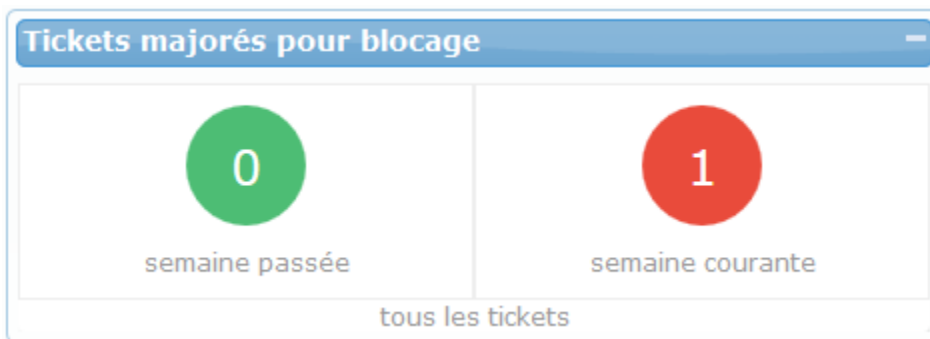 Tickets majorés pour blocage
0
1
semaine passée
semaine courante
tous les tickets